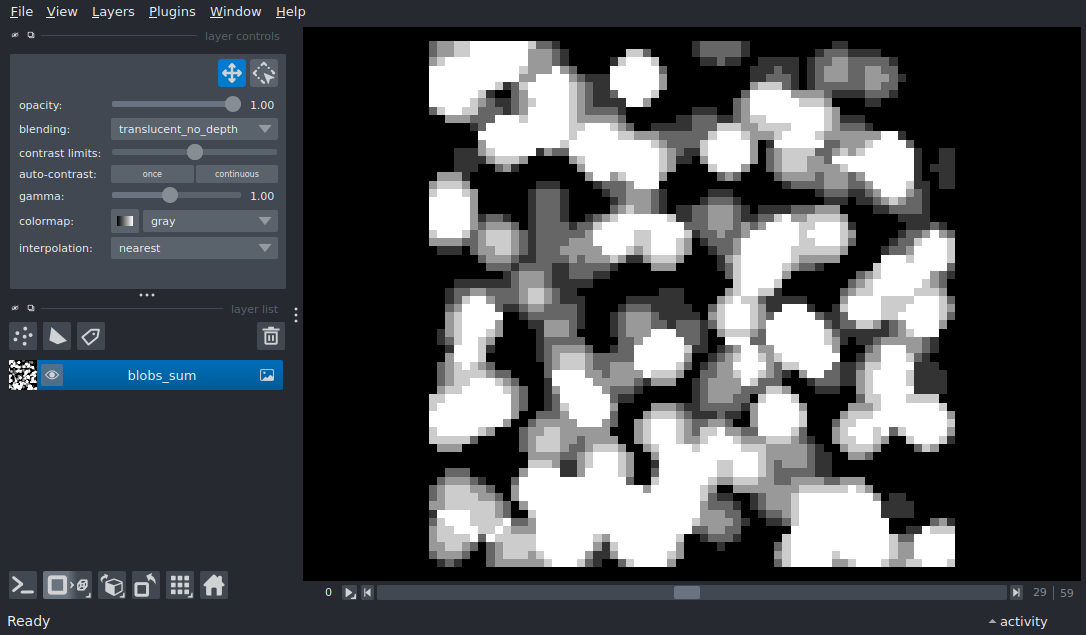 File View Layers Plugins Window Help
layer controls
opacity: 1.00
blending: translucent_no_depth
contrast limits:
auto-contrast: once continuous
gamma: 1.00
colormap: gray
interpolation: nearest
layer list
blobs_sum
0 29 59
Ready activity